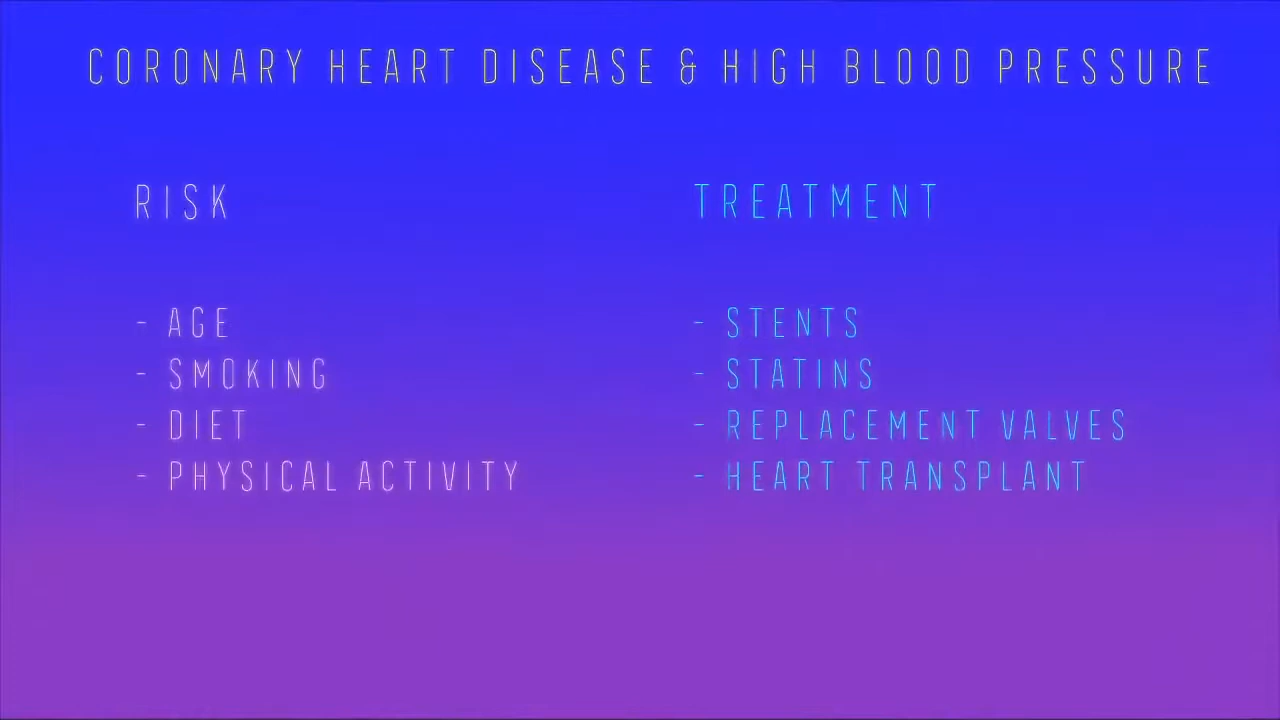 CORONARY HEART DISEASE & HIGH BLOOD PRESSURE
RISK
- AGE
- SMOKING
- DIET
- PHYSICAL ACTIVITY
TREATMENT
- STENTS
- STATINS
- REPLACEMENT VALVES
- HEART TRANSPLANT